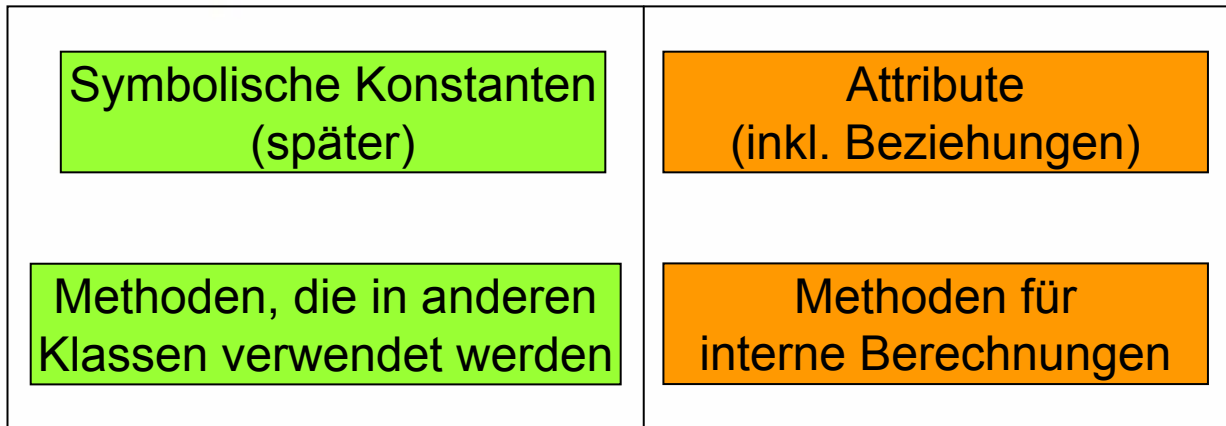 Symbolische Konstanten
(später)
Attribute
(inkl. Beziehungen)
Methoden, die in anderen
Klassen verwendet werden
Methoden für
interne Berechnungen